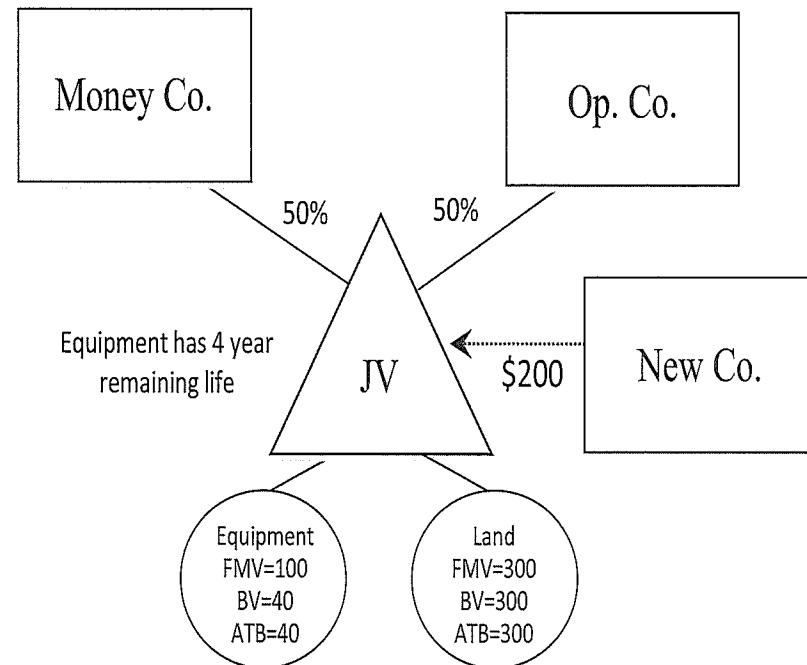 Money Co.
Op. Co.
50%
50%
Equipment has 4 year
remaining life
JV
$200
New Co.
Equipment
FMV=100
BV=40
ATB=40
Land
FMV=300
BV=300
ATB=300